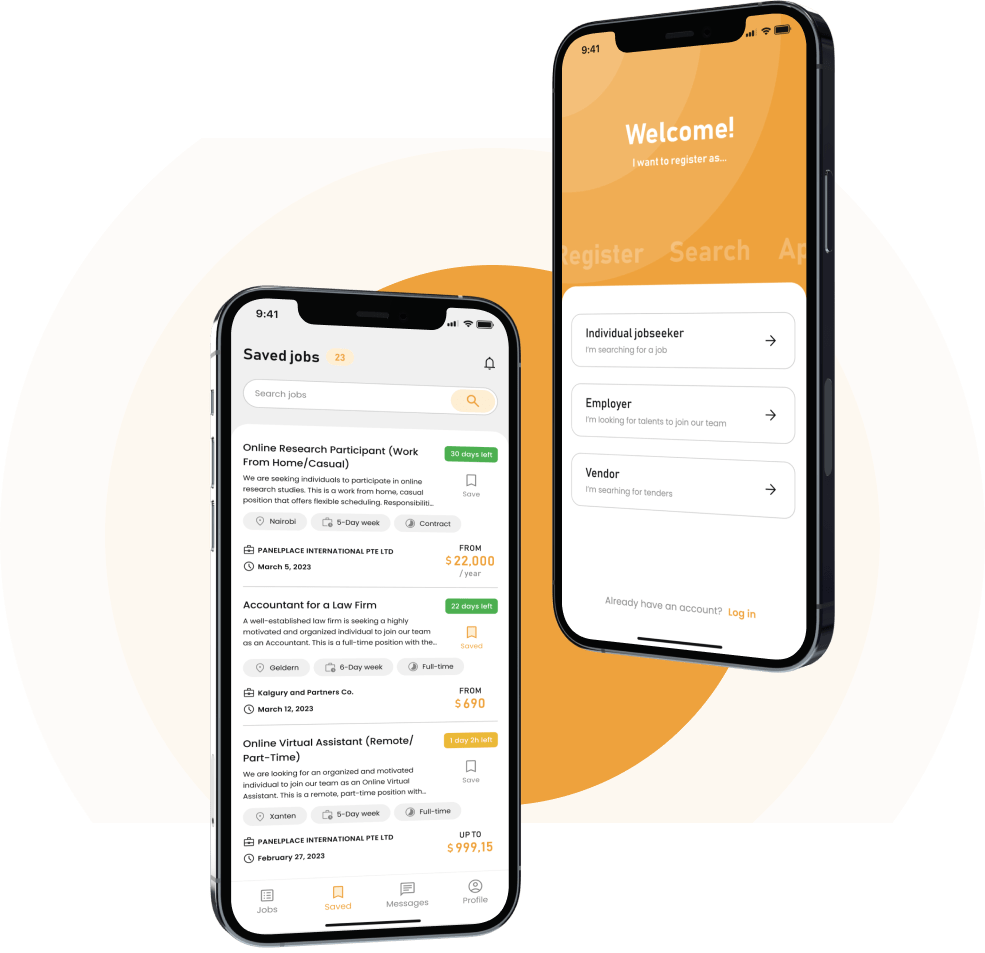 9:41
Saved jobs 23
Search jobs
Online Research Participant (Work
From Home/Casual)
30 days left
We are seeking individuals to participate in online
research studies. This is a work from home, casual
position that offers flexible scheduling. Responsibiliti...
Save
Nairobi
5-Day week
Contract
PANELPLACE INTERNATIONAL PTE LTD
March 5, 2023
FROM
$ 22,000
/ year
Accountant for a Law Firm
22 days left
A well-established law firm is seeking a highly
motivated and organized individual to join our team
as an Accountant. This is a full-time position with the...
Saved
Geldern
6-Day week
Full-time
Kalgury and Partners Co.
March 12, 2023
FROM
$ 690
Online Virtual Assistant (Remote/
Part-Time)
1 day 2h left
We are looking for an organized and motivated
individual to join our team as an Online Virtual
Assistant. This is a remote, part-time position with...
Save
Xanten
5-Day week
Full-time
PANELPLACE INTERNATIONAL PTE LTD
February 27, 2023
UP TO
$ 999,15
Jobs
Saved
Messages
Profile
9:41
Welcome!
I want to register as...
Register Search Ap
Individual jobseeker
I'm searching for a job
Employer
I'm looking for talents to join our team
Vendor
I'm searhing for tenders
Already have an account? Log in